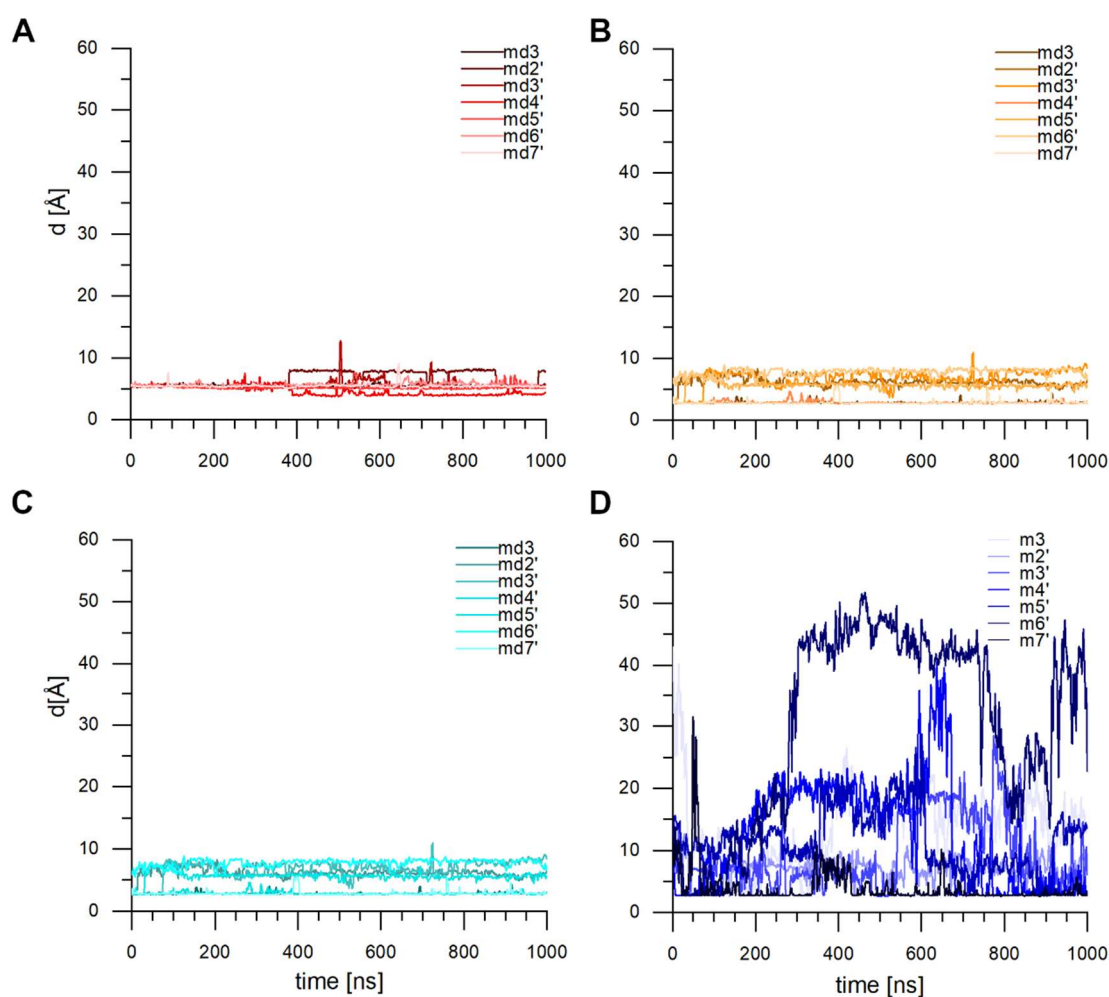 A
60
50
40
30
20
10
0
d [Å]
0 200 400 600 800 1000
md3
md2'
md3'
md4'
md5'
md6'
md7'
B
60
50
40
30
20
10
0
0 200 400 600 800 1000
md3
md2'
md3'
md4'
md5'
md6'
md7'
C
60
50
40
30
20
10
0
d[Å]
0 200 400 600 800 1000
time [ns]
md3
md2'
md3'
md4'
md5'
md6'
md7'
D
60
50
40
30
20
10
0
0 200 400 600 800 1000
time [ns]
m3
m2'
m3'
m4'
m5'
m6'
m7'